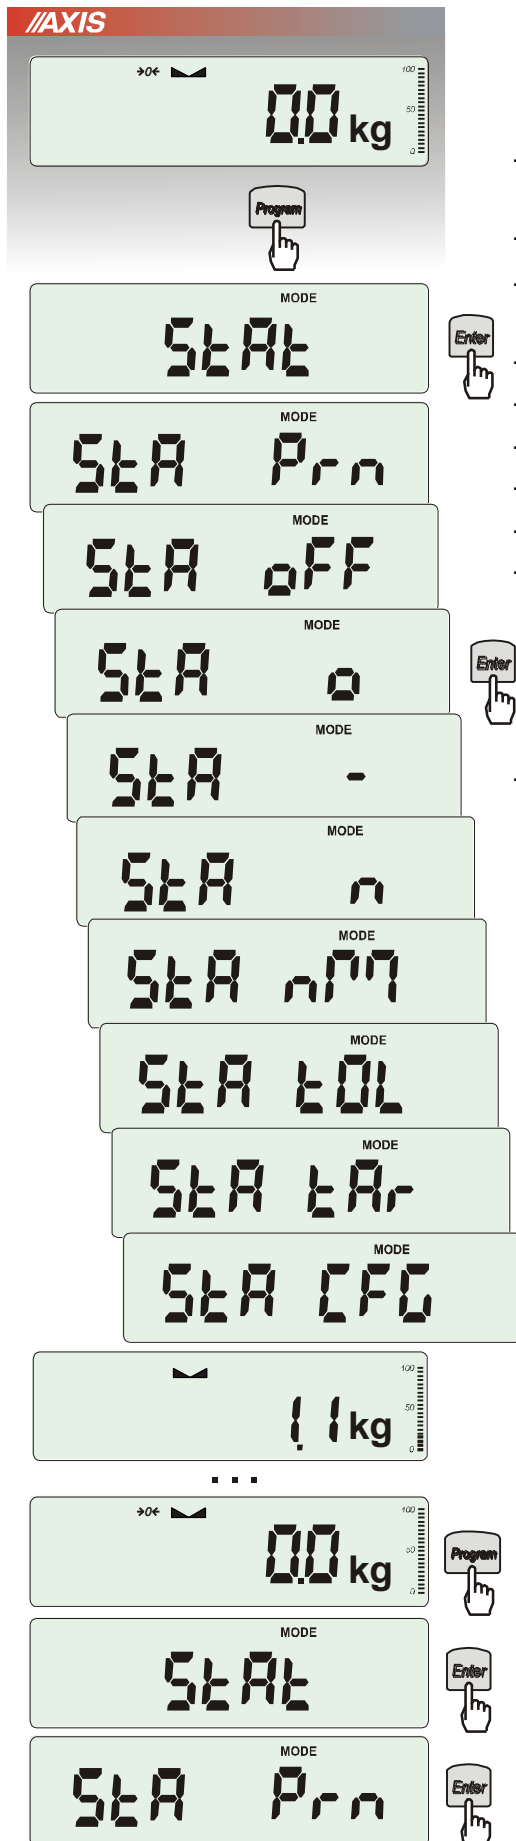 AXIS
→0← 100
50
0.0 kg
0
Program
MODE
StAt
Enter
MODE
StA Prn
MODE
StA oFF
MODE
StA o
Enter
MODE
StA -
MODE
StA n
MODE
StA nM
MODE
StA tOL
MODE
StA tAr
MODE
StA CFG
100
50
1.1 kg
0
...
→0← 100
50
0.0 kg
0
Program
MODE
StAt
Enter
MODE
StA Prn
Enter